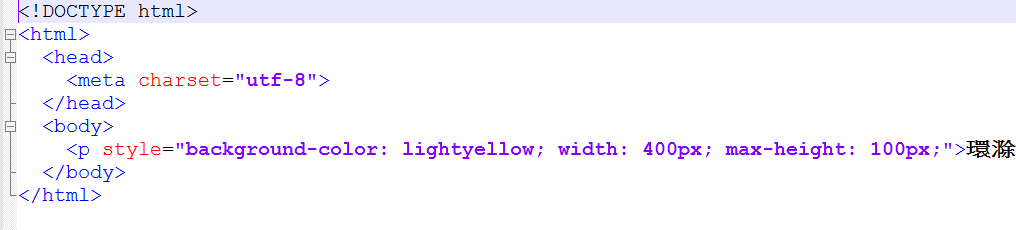 <!DOCTYPE html>
<html>
<head>
<meta charset="utf-8">
</head>
<body>
<p style="background-color: lightyellow; width: 400px; max-height: 100px;">環滁
</body>
</html>